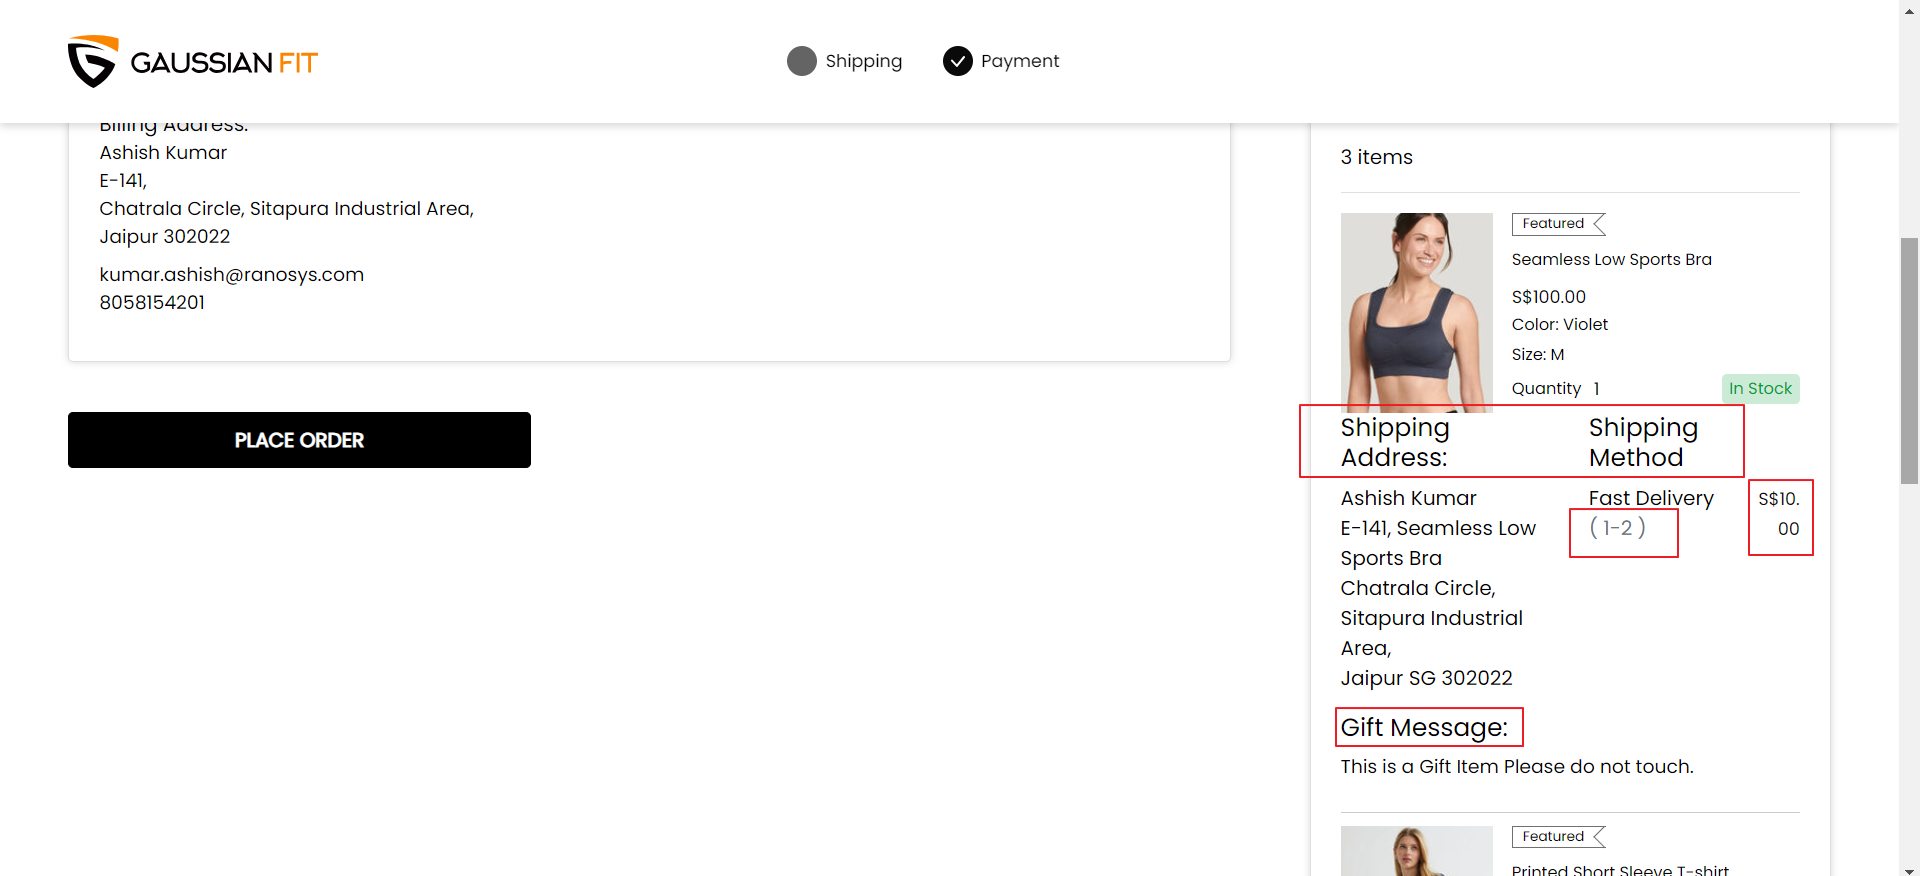 GAUSSIAN FIT
Shipping
Payment
Billing Address:
Ashish Kumar
E-141,
Chatrala Circle, Sitapura Industrial Area,
Jaipur 302022
kumar.ashish@ranosys.com
8058154201
PLACE ORDER
3 items
Featured
Seamless Low Sports Bra
S$100.00
Color: Violet
Size: M
Quantity 1
In Stock
Shipping
Address:
Shipping
Method
Ashish Kumar
E-141, Seamless Low
Sports Bra
Chatrala Circle,
Sitapura Industrial
Area,
Jaipur SG 302022
Fast Delivery
( 1-2 )
S$10.
00
Gift Message:
This is a Gift Item Please do not touch.
Featured
Printed Short Sleeve T-shirt